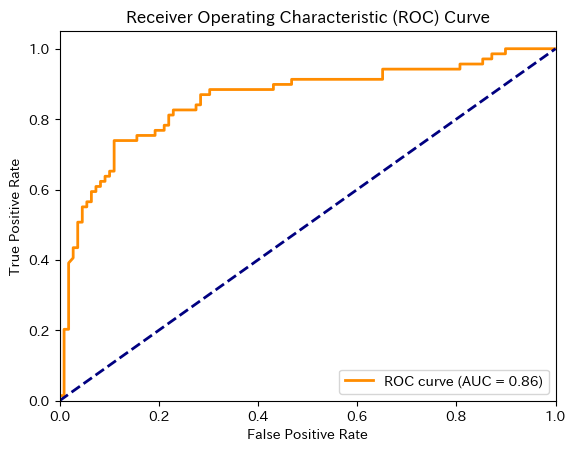 Receiver Operating Characteristic (ROC) Curve
1.0
0.8
0.6
0.4
0.2
0.0
True Positive Rate
0.0 0.2 0.4 0.6 0.8 1.0
False Positive Rate
ROC curve (AUC = 0.86)